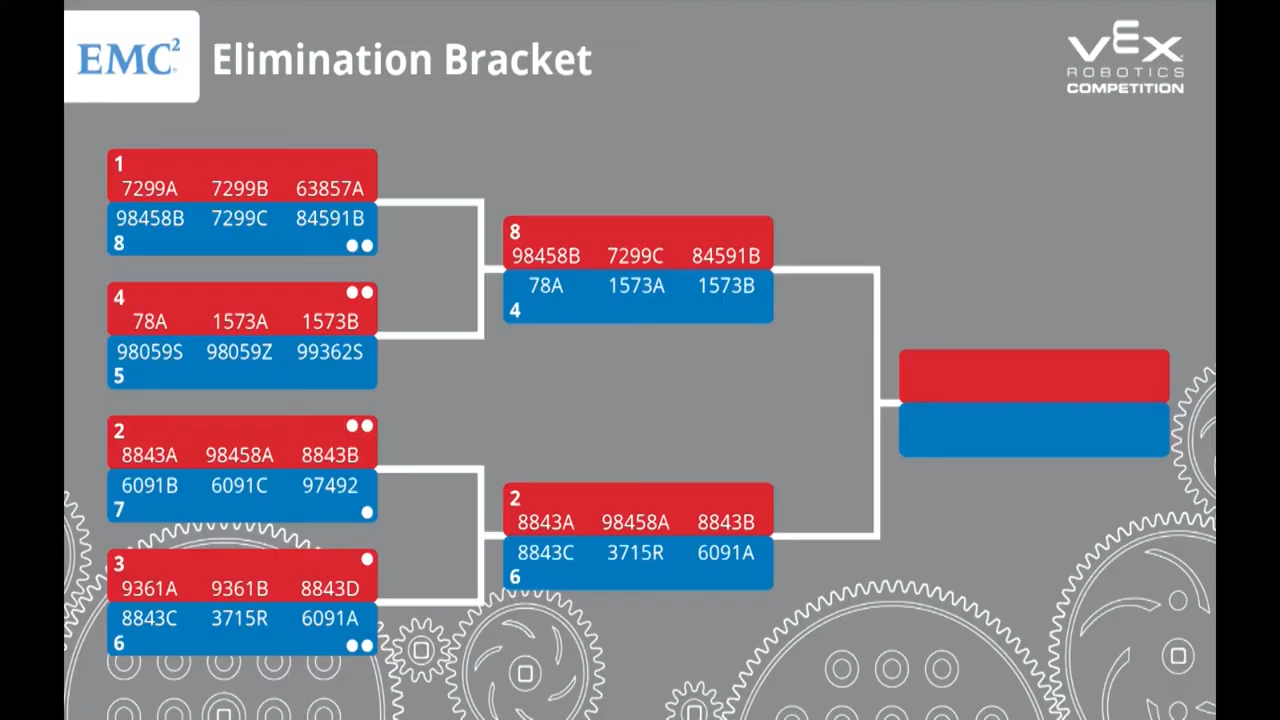 EMC²
Elimination Bracket
VEX
ROBOTICS
COMPETITION
1
7299A 7299B 63857A
98458B 7299C 84591B
8
4
78A 1573A 1573B
98059S 98059Z 99362S
5
2
8843A 98458A 8843B
6091B 6091C 97492
7
3
9361A 9361B 8843D
8843C 3715R 6091A
6
8
98458B 7299C 84591B
78A 1573A 1573B
4
2
8843A 98458A 8843B
8843C 3715R 6091A
6